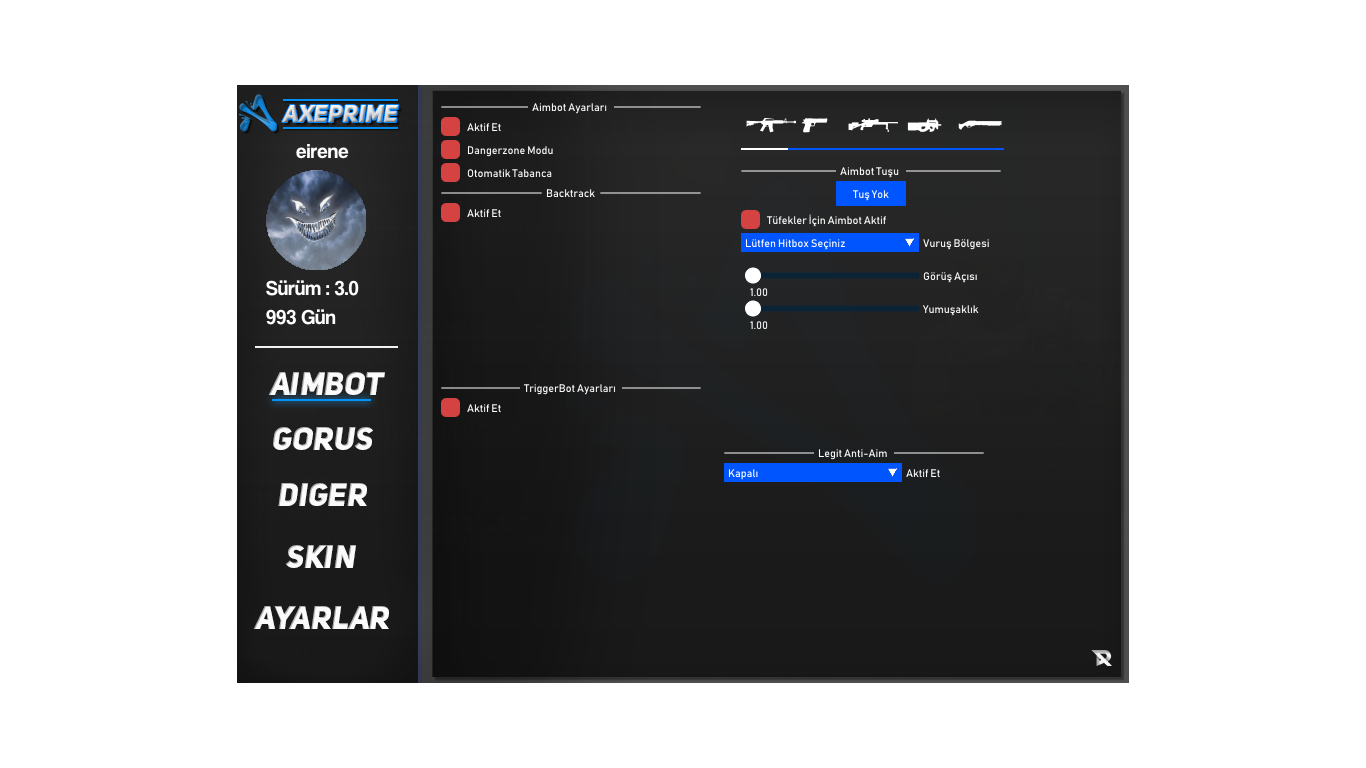 AXEPRIME
eirene
Sürüm : 3.0
993 Gün
AIMBOT
GORUS
DIGER
SKIN
AYARLAR
Aimbot Ayarları
Aktif Et
Dangerzone Modu
Otomatik Tabanca
Backtrack
Aktif Et
TriggerBot Ayarları
Aktif Et
Aimbot Tuşu
Tuş Yok
Tüfekler İçin Aimbot Aktif
Lütfen Hitbox Seçiniz Vuruş Bölgesi
Görüş Açısı
1.00
Yumuşaklık
1.00
Legit Anti-Aim
Kapalı Aktif Et